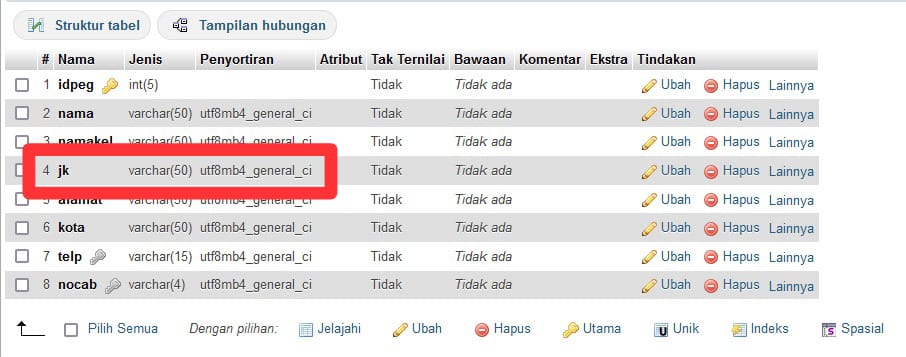 Struktur tabel Tampilan hubungan
# Nama Jenis Penyortiran Atribut Tak Ternilai Bawaan Komentar Ekstra Tindakan
1 idpeg int(5) Tidak Tidak ada Ubah Hapus Lainnya
2 nama varchar(50) utf8mb4_general_ci Tidak Tidak ada Ubah Hapus Lainnya
3 namakel varchar(50) utf8mb4_general_ci Tidak Tidak ada Ubah Hapus Lainnya
4 jk varchar(50) utf8mb4_general_ci Tidak Tidak ada Ubah Hapus Lainnya
5 alamat varchar(50) utf8mb4_general_ci Tidak Tidak ada Ubah Hapus Lainnya
6 kota varchar(50) utf8mb4_general_ci Tidak Tidak ada Ubah Hapus Lainnya
7 telp varchar(15) utf8mb4_general_ci Tidak Tidak ada Ubah Hapus Lainnya
8 nocab varchar(4) utf8mb4_general_ci Tidak Tidak ada Ubah Hapus Lainnya
Pilih Semua Dengan pilihan: Jelajahi Ubah Hapus Utama Unik Indeks Spasial